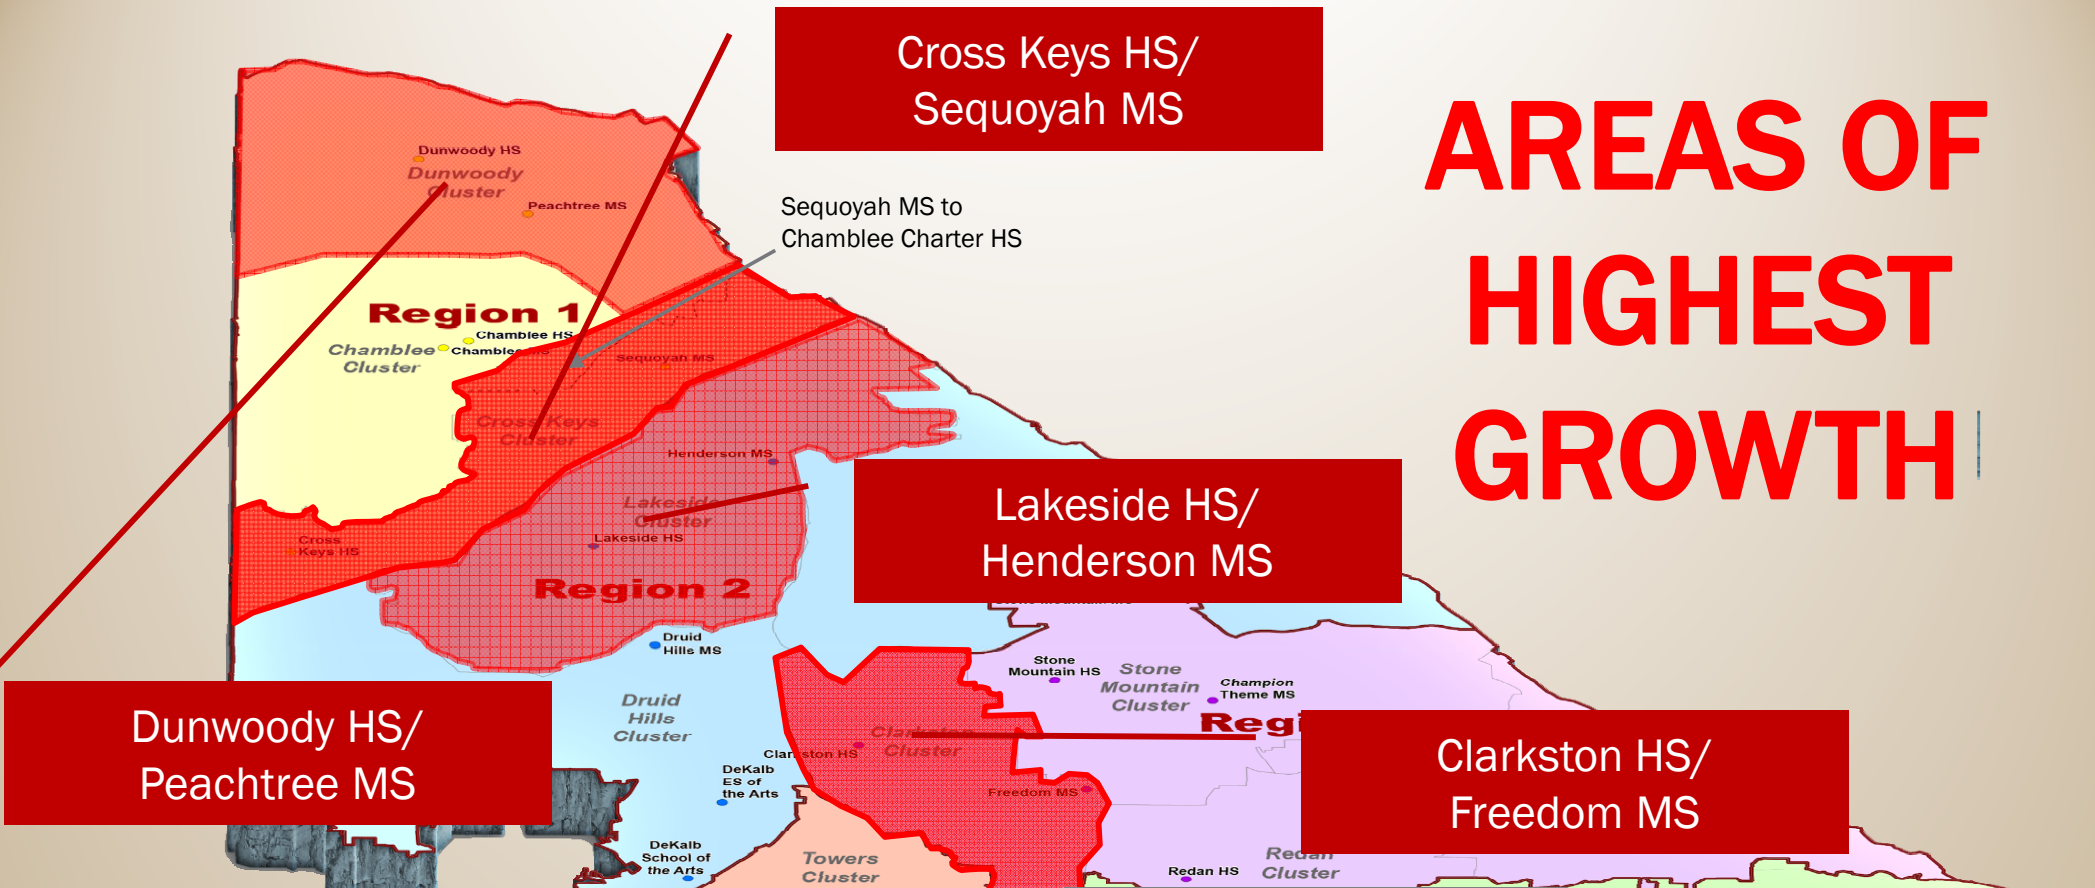 Cross Keys HS/
Sequoyah MS
AREAS OF
HIGHEST
GROWTH
Dunwoody HS
Dunwoody
Cluster
Peachtree MS
Sequoyah MS to
Chamblee Charter HS
Region 1
Chamblee HS
Chamblee
Cluster
Chamblee MS
Sequoyah MS
Cross Keys
Cluster
Henderson MS
Lakeside
Cluster
Lakeside HS
Cross
Keys HS
Region 2
Lakeside HS/
Henderson MS
Druid
Hills MS
Stone
Mountain HS
Stone
Mountain
Cluster
Champion
Theme MS
Regi
Druid
Hills
Cluster
Dunwoody HS/
Peachtree MS
Clarkston
Cluster
Clarkston HS
DeKalb
ES of
the Arts
Freedom MS
Clarkston HS/
Freedom MS
DeKalb
School of
the Arts
Towers
Cluster
Redan HS
Redan
Cluster